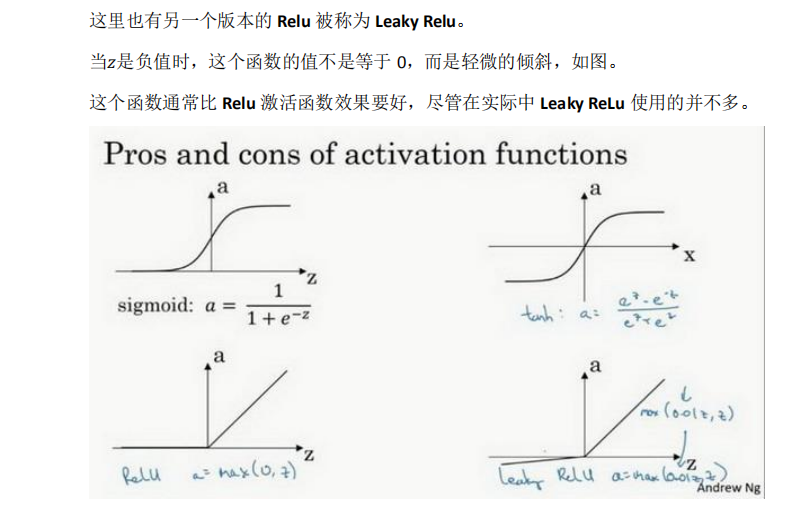 这里也有另一个版本的 Relu 被称为 Leaky Relu。
当z是负值时，这个函数的值不是等于 0，而是轻微的倾斜，如图。
这个函数通常比 Relu 激活函数效果要好，尽管在实际中 Leaky ReLu 使用的并不多。
Pros and cons of activation functions
a
z
sigmoid: a = 1 / (1 + e^-z)
a
x
tanh: a = (e^z - e^-z) / (e^z + e^z)
a
z
ReLU a = max(0, z)
a
max(0.01z, z)
z
leaky ReLU a = max(0.01z, z)
Andrew Ng